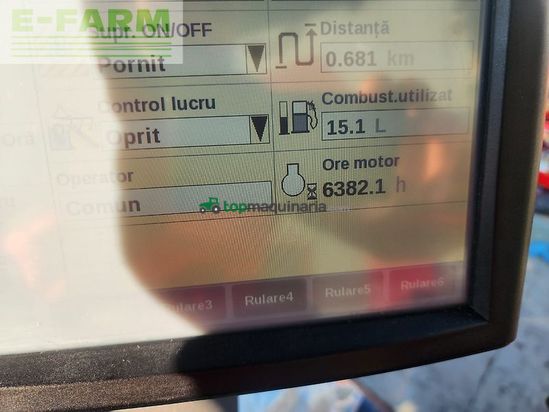 E-FARM
Supr. ON/OFF
Pornit
Distanță
0.681 km
Control lucru
Oprit
Combust.utilizat
15.1 L
Operator
Comun
Ore motor
6382.1 h
topmaquinaria
Rulare3
Rulare4
Rulare5
Rulare6